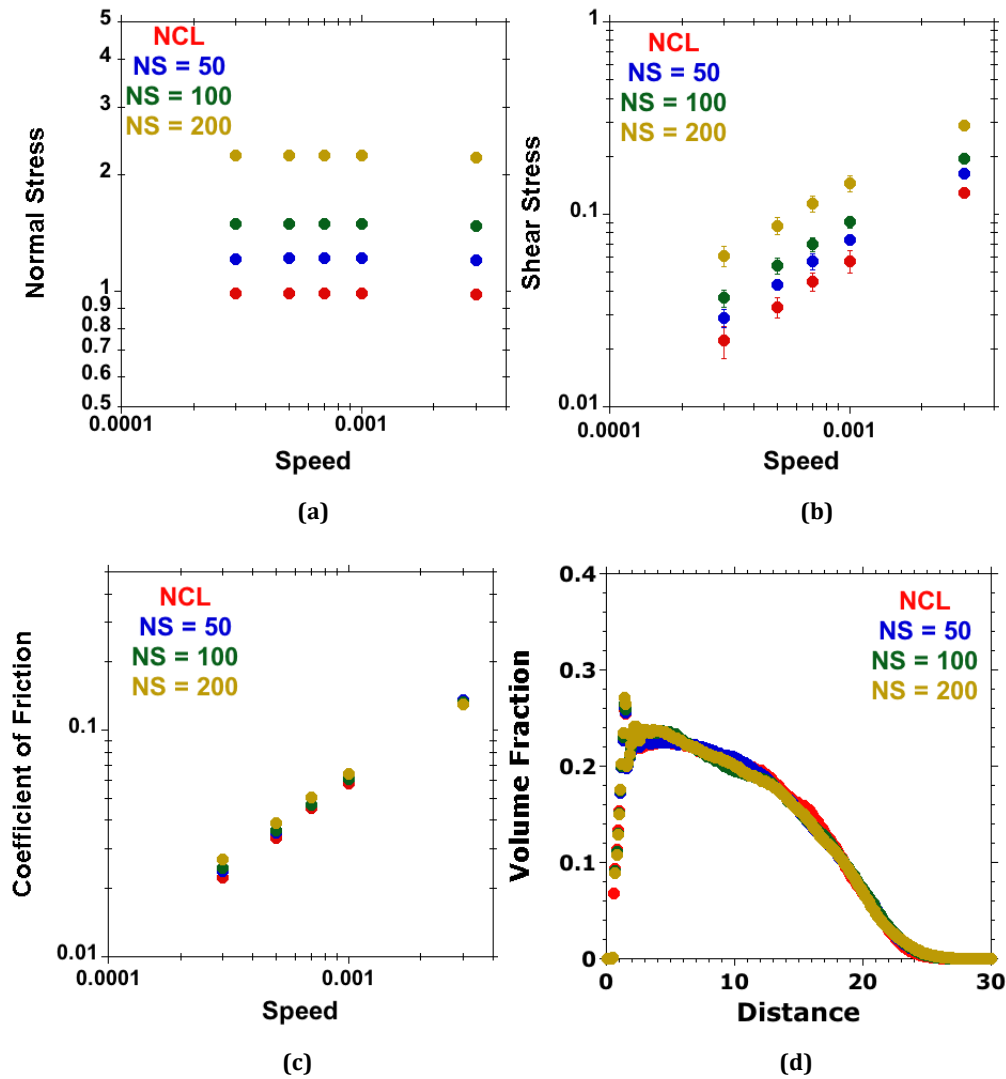 5
4
3
2
1
0.9
0.8
0.7
0.6
0.5
0.0001
0.001
Normal Stress
Speed
NCL
NS = 50
NS = 100
NS = 200
(a)
1
0.1
0.01
0.0001
0.001
Shear Stress
Speed
NCL
NS = 50
NS = 100
NS = 200
(b)
0.1
0.01
0.0001
0.001
Coefficient of Friction
Speed
NCL
NS = 50
NS = 100
NS = 200
(c)
0.4
0.3
0.2
0.1
0
0
10
20
30
Volume Fraction
Distance
NCL
NS = 50
NS = 100
NS = 200
(d)